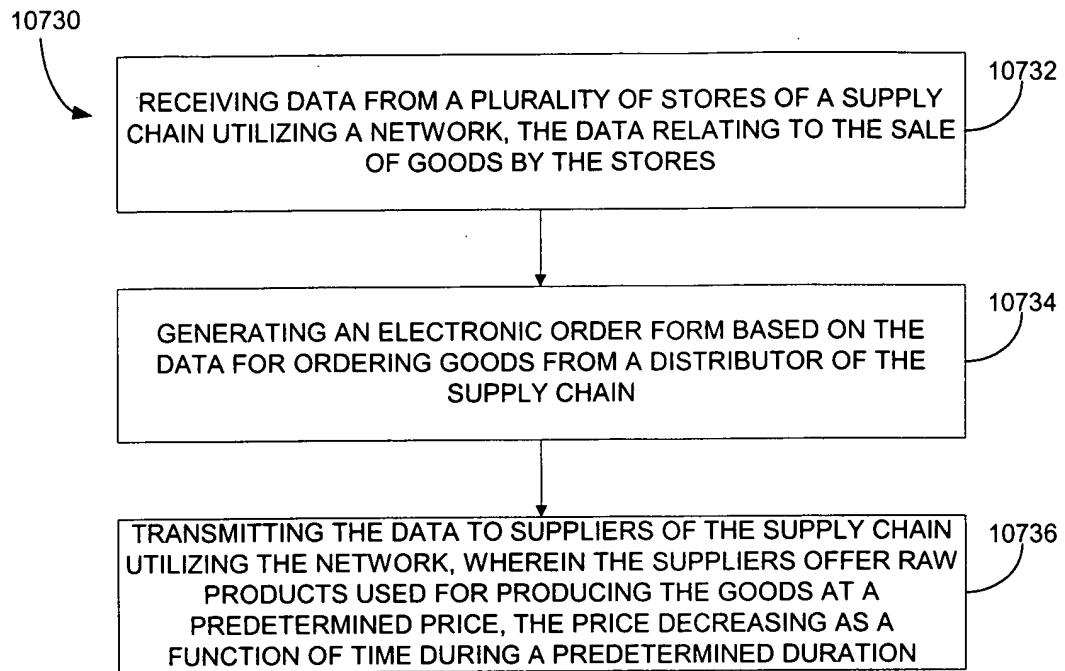 10730
10732
RECEIVING DATA FROM A PLURALITY OF STORES OF A SUPPLY
CHAIN UTILIZING A NETWORK, THE DATA RELATING TO THE SALE
OF GOODS BY THE STORES
10734
GENERATING AN ELECTRONIC ORDER FORM BASED ON THE
DATA FOR ORDERING GOODS FROM A DISTRIBUTOR OF THE
SUPPLY CHAIN
10736
TRANSMITTING THE DATA TO SUPPLIERS OF THE SUPPLY CHAIN
UTILIZING THE NETWORK, WHEREIN THE SUPPLIERS OFFER RAW
PRODUCTS USED FOR PRODUCING THE GOODS AT A
PREDETERMINED PRICE, THE PRICE DECREASING AS A
FUNCTION OF TIME DURING A PREDETERMINED DURATION